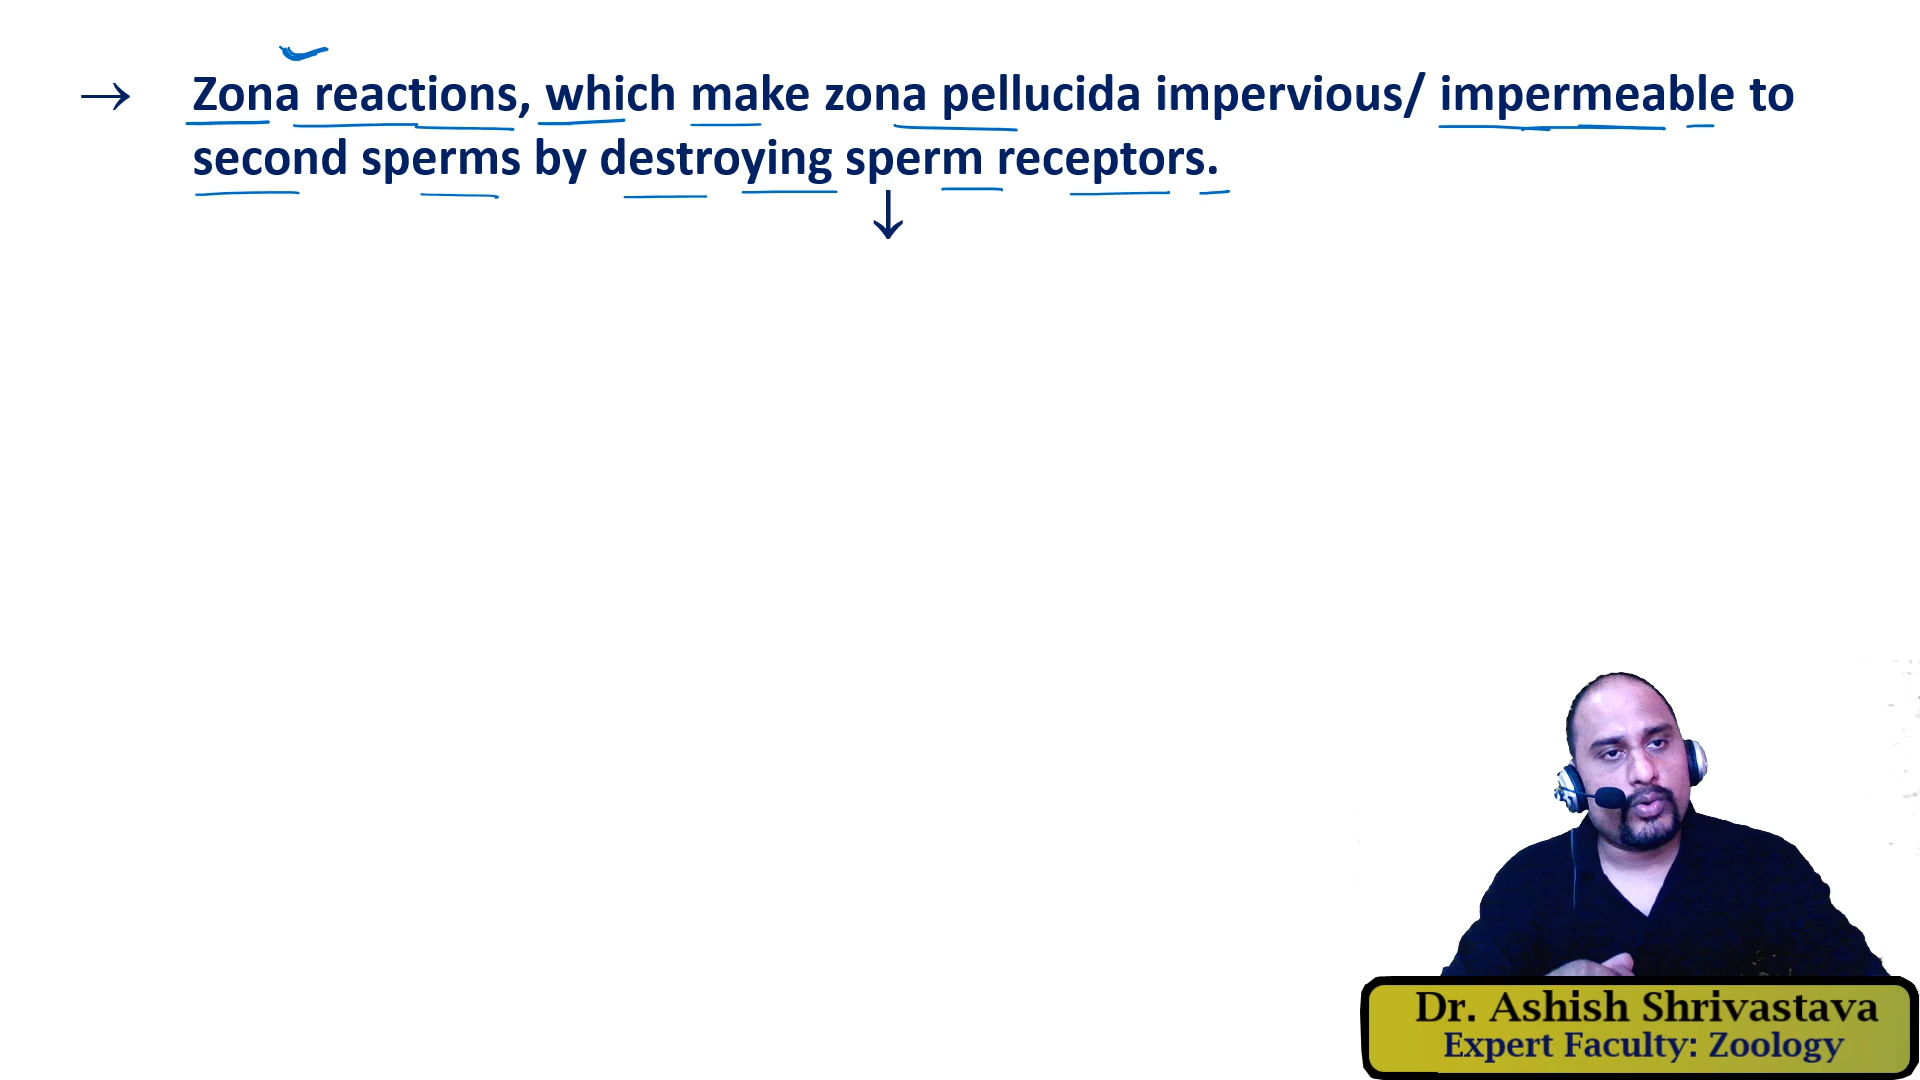 → Zona reactions, which make zona pellucida impervious/ impermeable to
second sperms by destroying sperm receptors.
↓
Dr. Ashish Shrivastava
Expert Faculty: Zoology